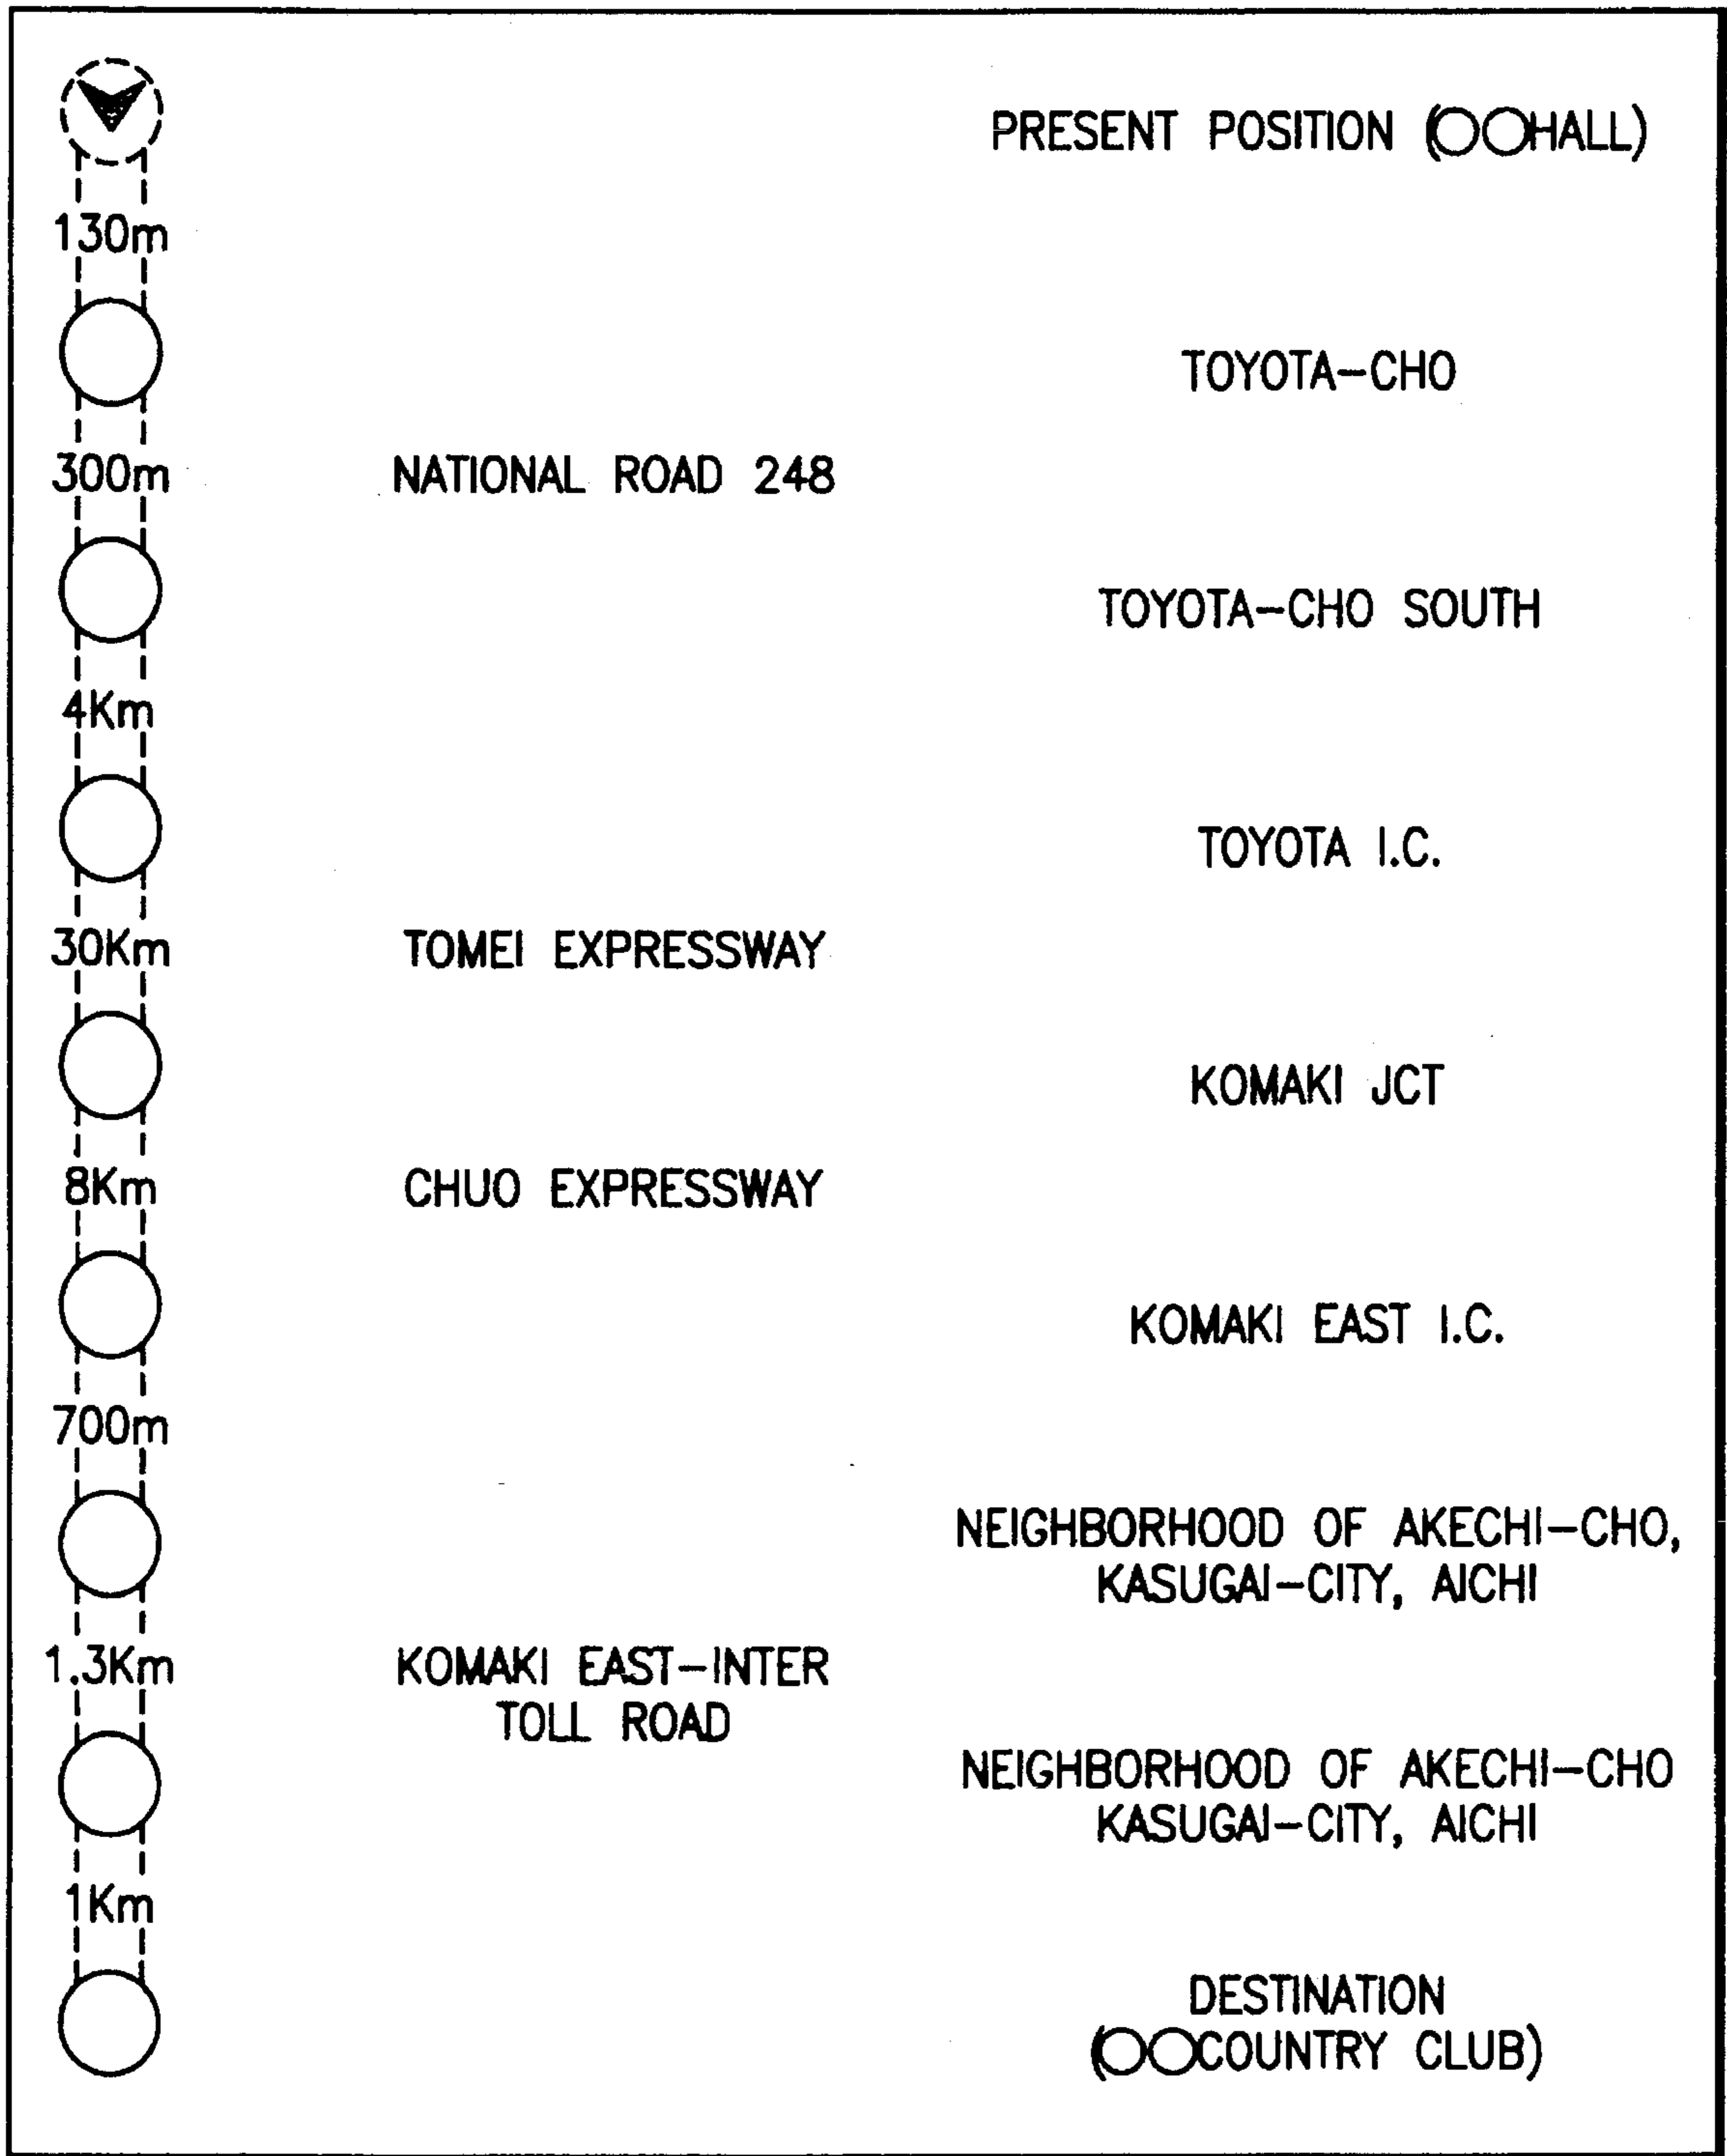 PRESENT POSITION (○○HALL)
130m
TOYOTA-CHO
300m NATIONAL ROAD 248
TOYOTA-CHO SOUTH
4Km
TOYOTA I.C.
30Km TOMEI EXPRESSWAY
KOMAKI JCT
8Km CHUO EXPRESSWAY
KOMAKI EAST I.C.
700m
NEIGHBORHOOD OF AKECHI-CHO,
KASUGAI-CITY, AICHI
1.3Km KOMAKI EAST-INTER
TOLL ROAD
NEIGHBORHOOD OF AKECHI-CHO
KASUGAI-CITY, AICHI
1Km
DESTINATION
(○○COUNTRY CLUB)